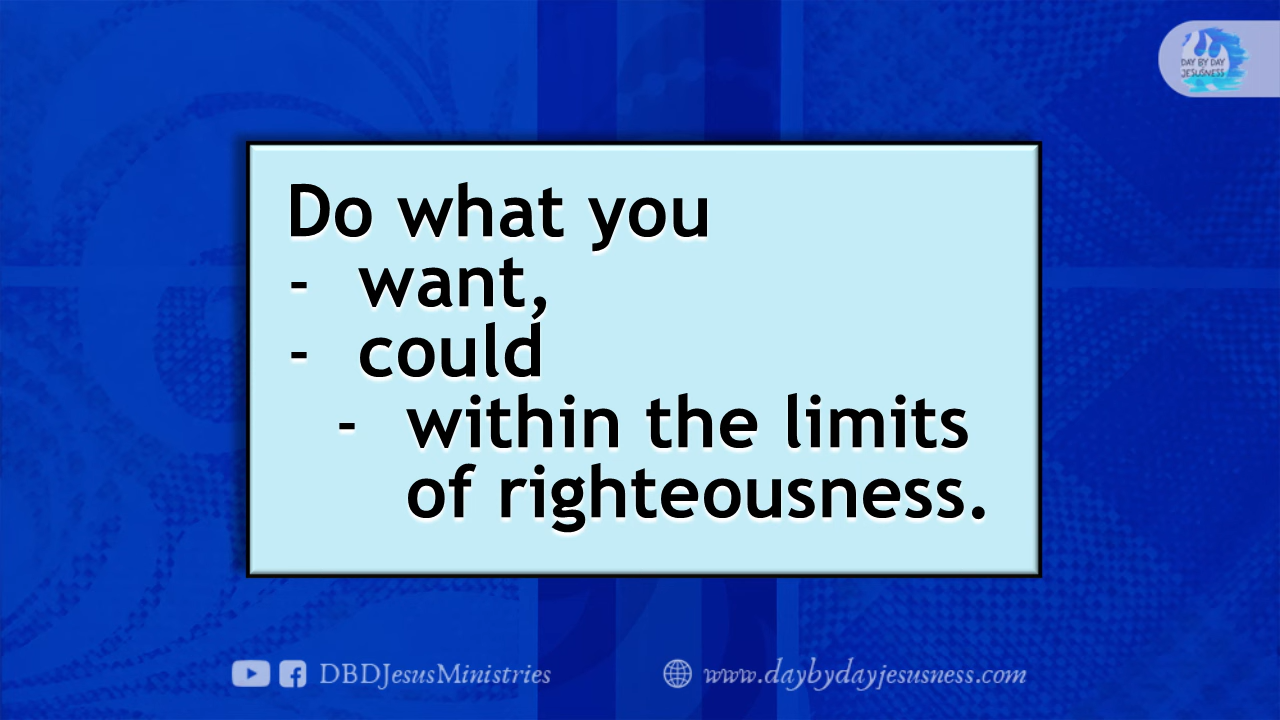 DAY BY DAY
JESUSNESS
Do what you
- want,
- could
- within the limits
of righteousness.
DBDJesusMinistries
www.daybydayjesusness.com